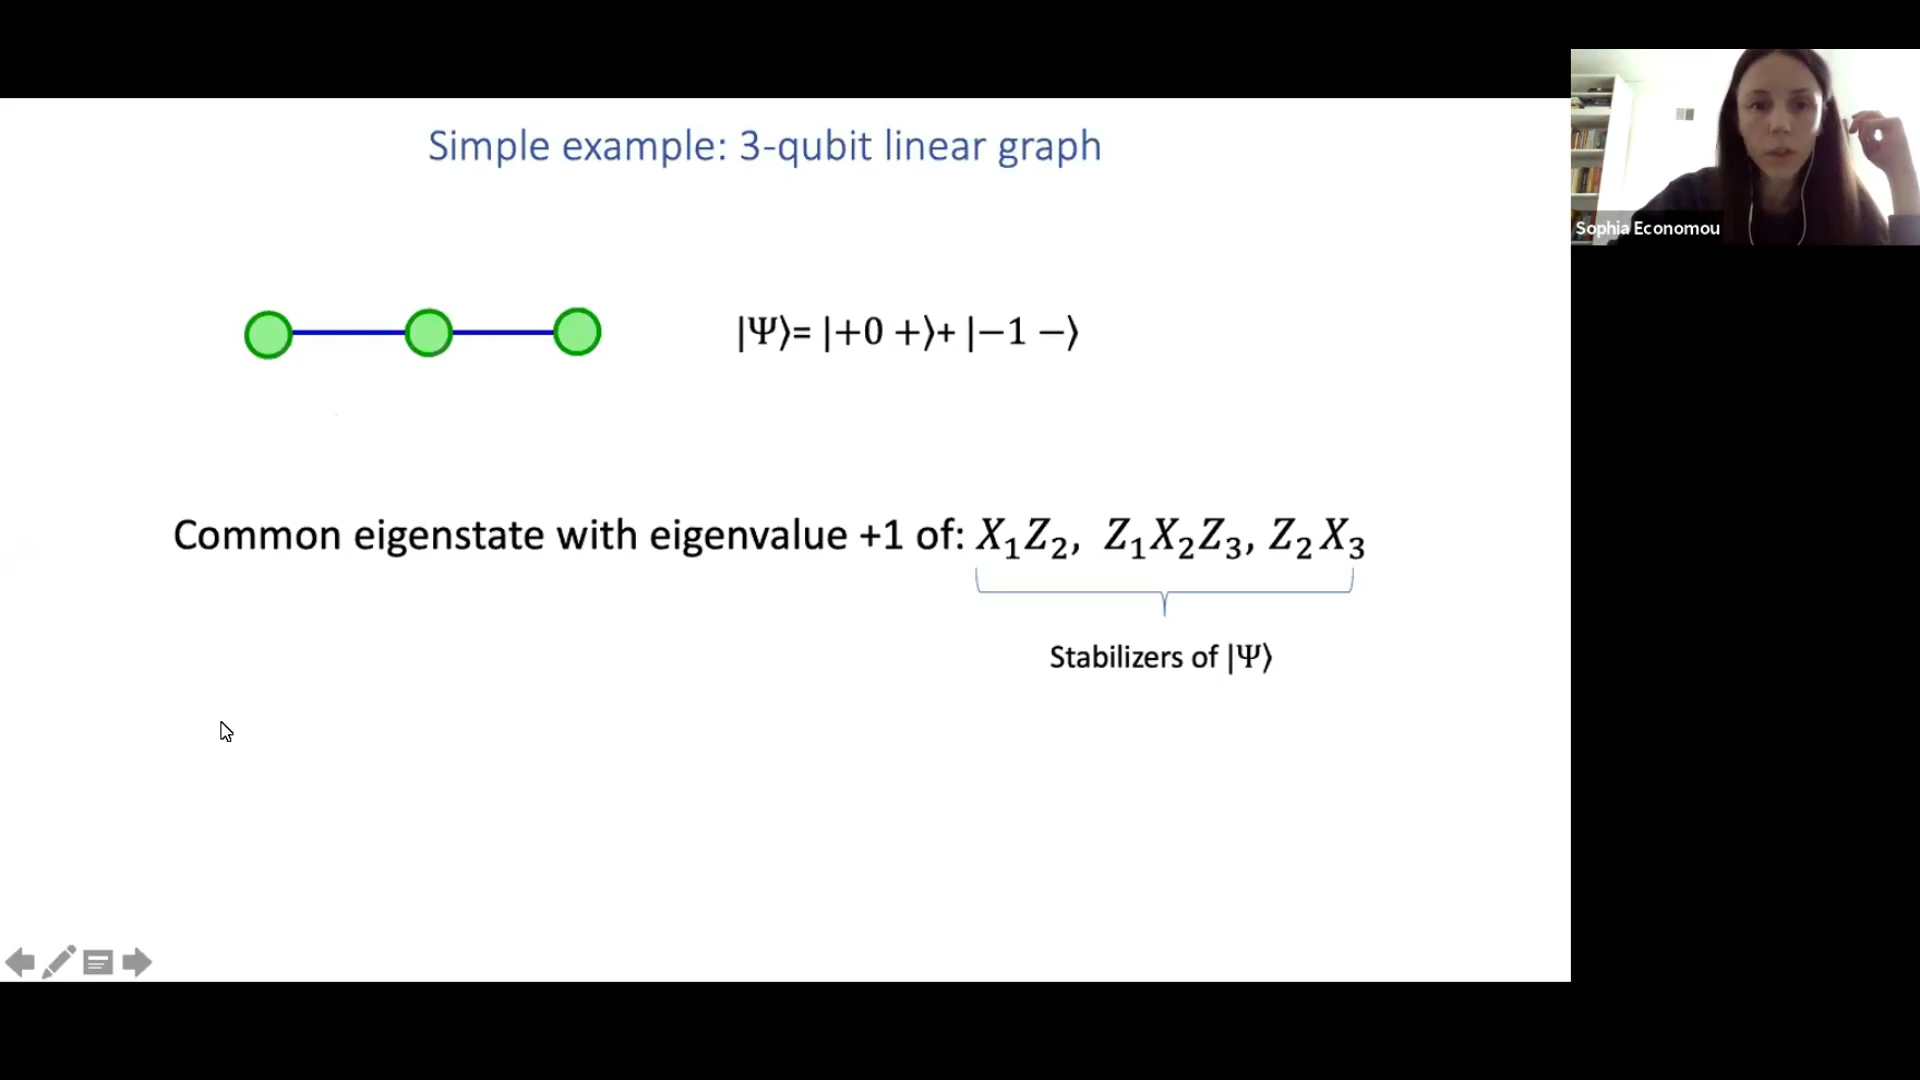 Simple example: 3-qubit linear graph
|Ψ⟩= |+0 +⟩+ |−1 −⟩
Common eigenstate with eigenvalue +1 of: X₁Z₂, Z₁X₂Z₃, Z₂X₃
Stabilizers of |Ψ⟩
Sophia Economou